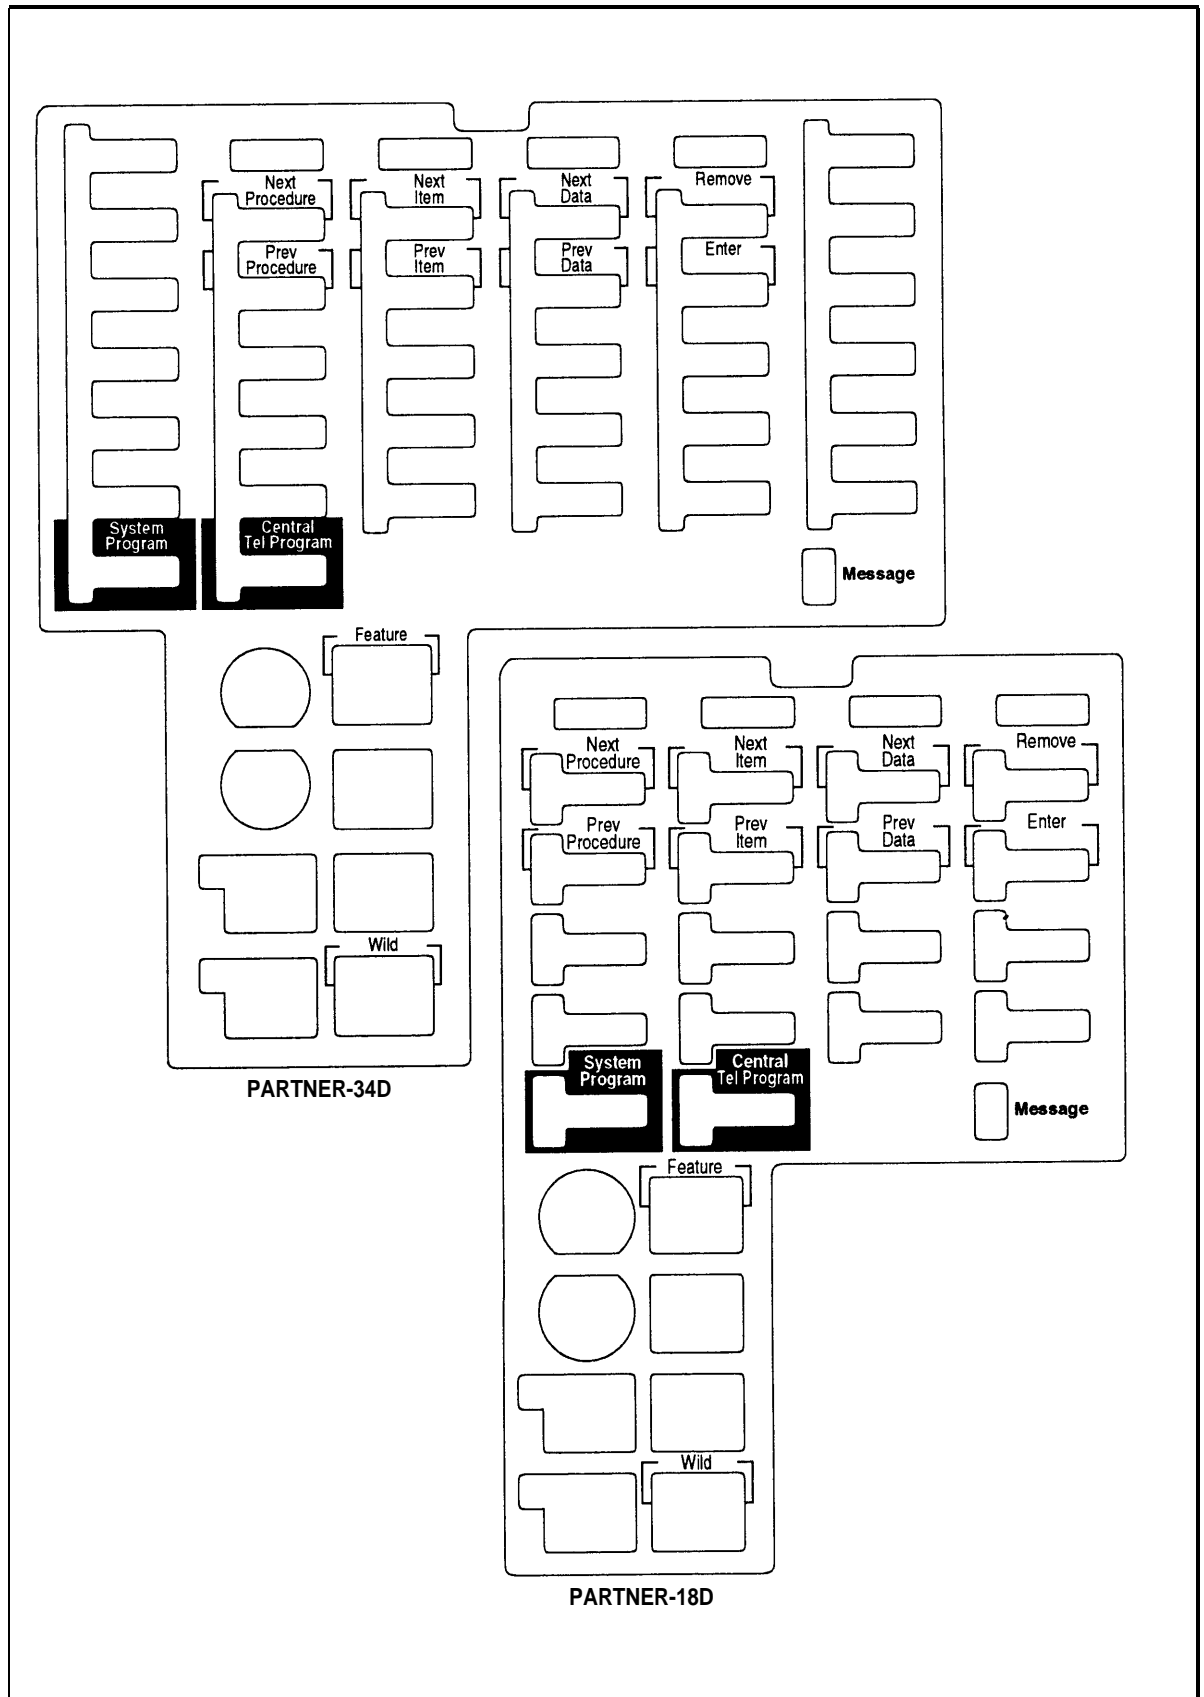 Next
Procedure
Next
Item
Next
Data
Remove
Prev
Procedure
Prev
Item
Prev
Data
Enter
System
Program
Central
Tel Program
Message
Feature
Wild
PARTNER-34D
Next
Procedure
Next
Item
Next
Data
Remove
Prev
Procedure
Prev
Item
Prev
Data
Enter
System
Program
Central
Tel Program
Message
Feature
Wild
PARTNER-18D